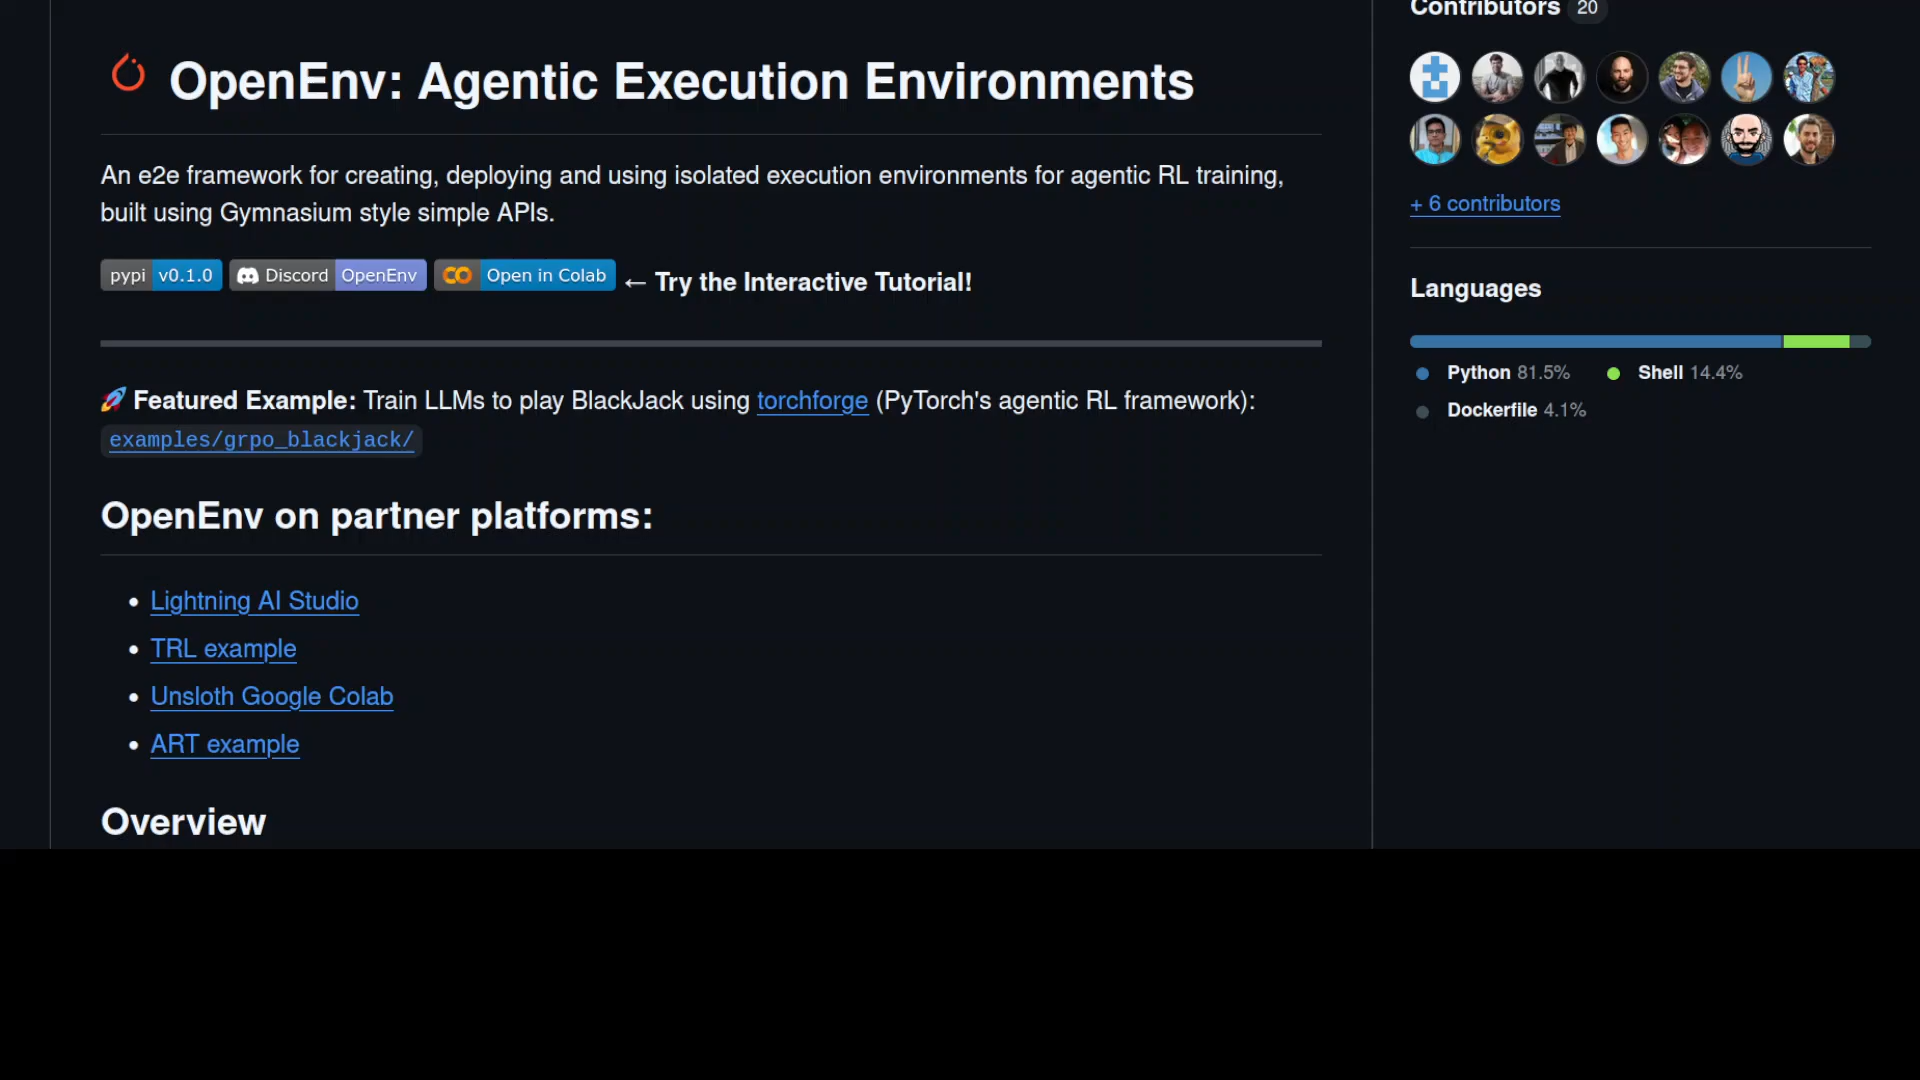 OpenEnv: Agentic Execution Environments
An e2e framework for creating, deploying and using isolated execution environments for agentic RL training,
built using Gymnasium style simple APIs.
pypi v0.1.0 Discord OpenEnv Open in Colab ← Try the Interactive Tutorial!
🚀 Featured Example: Train LLMs to play BlackJack using torchforge (PyTorch's agentic RL framework):
examples/grpo_blackjack/
OpenEnv on partner platforms:
• Lightning AI Studio
• TRL example
• Unsloth Google Colab
• ART example
Overview
Contributors 20
+ 6 contributors
Languages
Python 81.5% Shell 14.4%
Dockerfile 4.1%